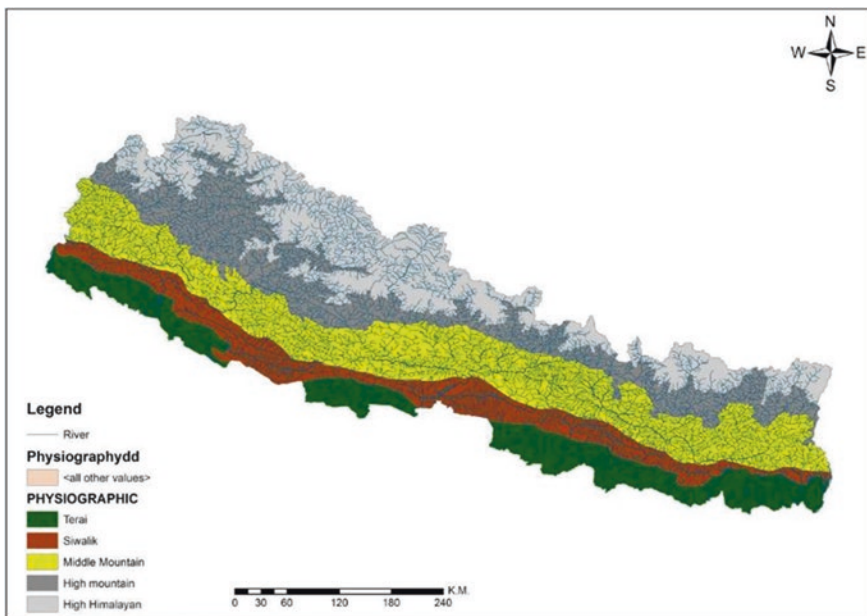 N
W E
S
Legend
River
Physiographydd
<all other values>
PHYSIOGRAPHIC
Terai
Siwalik
Middle Mountain
High mountain
High Himalayan
K.M.
0 15 30 60 120 180 240